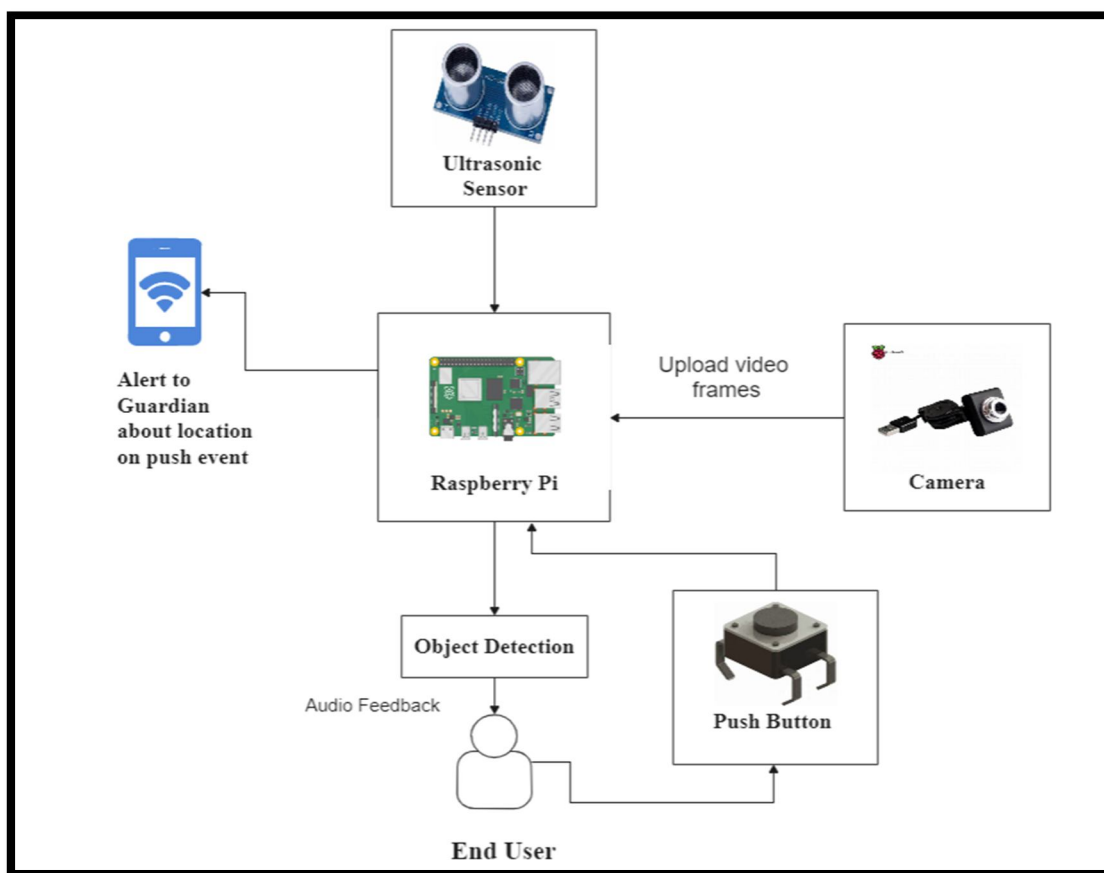 Ultrasonic
Sensor
Alert to
Guardian
about location
on push event
Raspberry Pi
Upload video
frames
Camera
Object Detection
Audio Feedback
Push Button
End User